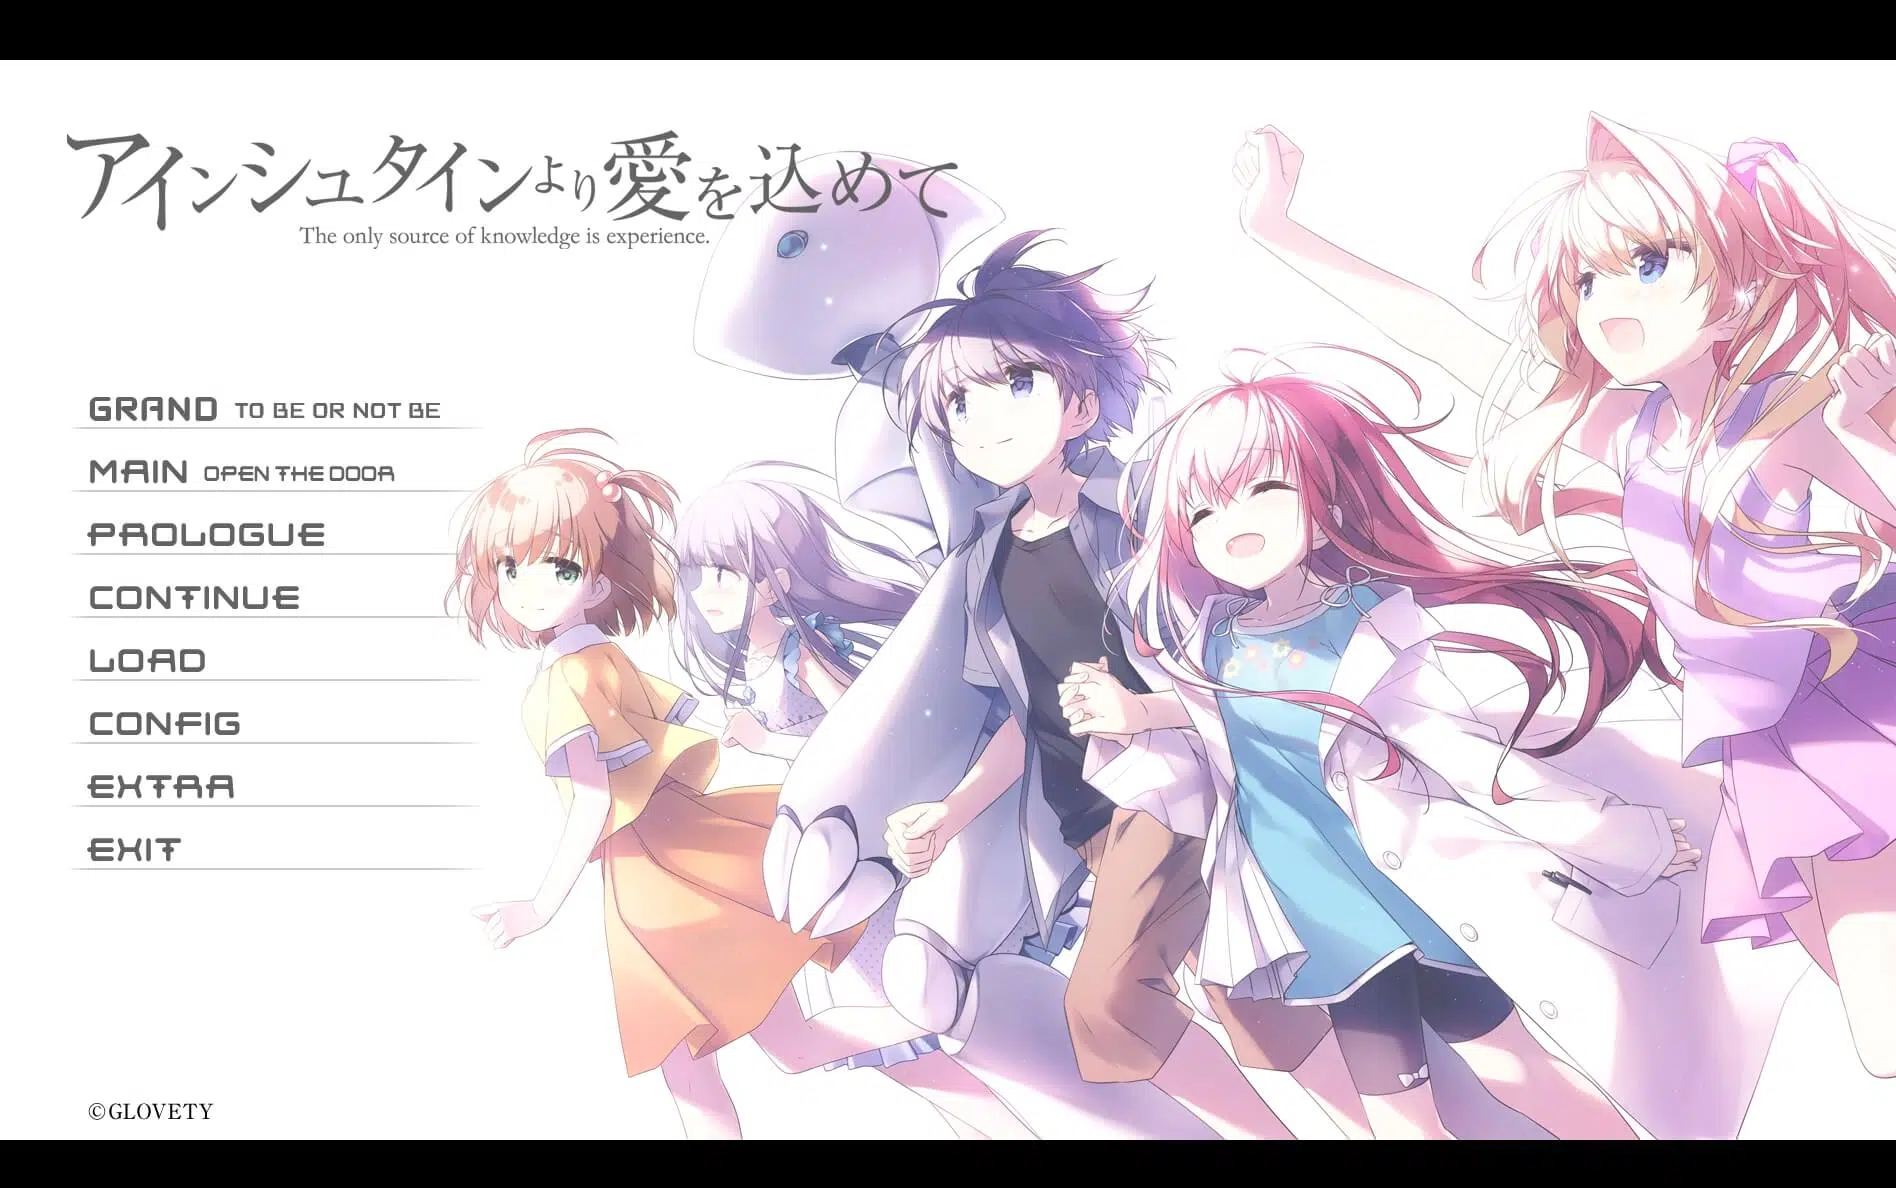 アインシュタインより愛を込めて
The only source of knowledge is experience.
GRAND TO BE OR NOT BE
MAIN OPEN THE DOOR
PROLOGUE
CONTINUE
LOAD
CONFIG
EXTRA
EXIT
©GLOVETY